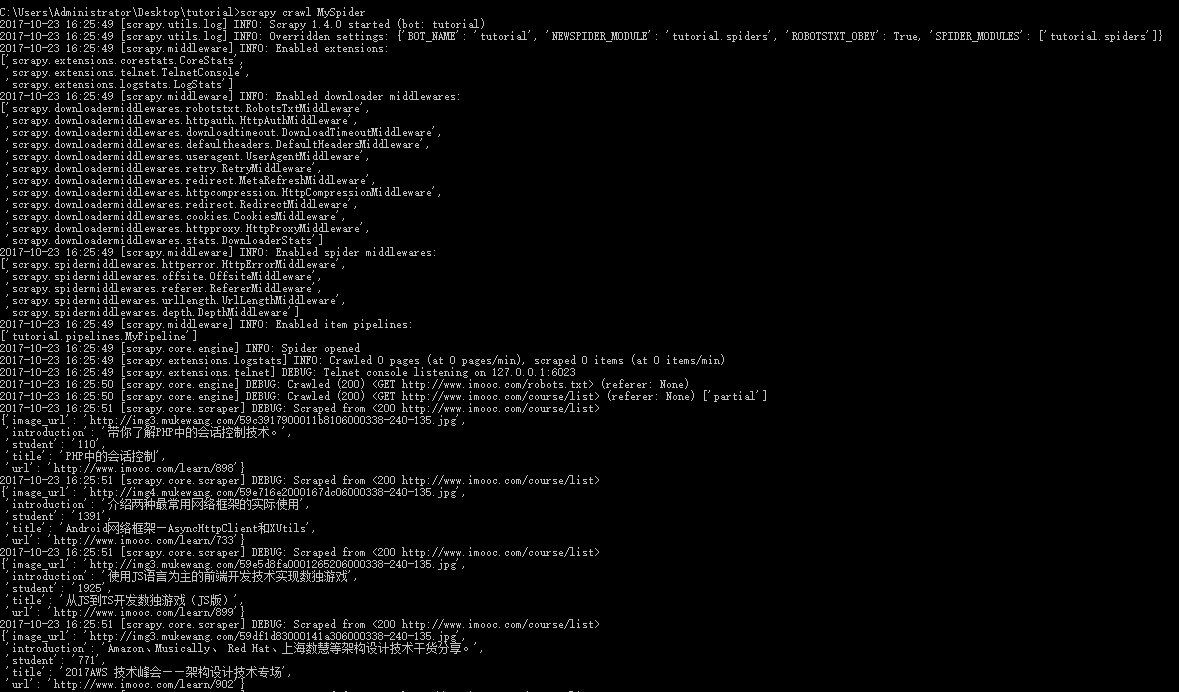 C:\Users\Administrator\Desktop\tutorial>scrapy crawl MySpider
2017-10-23 16:25:49 [scrapy.utils.log] INFO: Scrapy 1.4.0 started (bot: tutorial)
2017-10-23 16:25:49 [scrapy.utils.log] INFO: Overridden settings: {'BOT_NAME': 'tutorial', 'NEWSPIDER_MODULE': 'tutorial.spiders', 'ROBOTSTXT_OBEY': True, 'SPIDER_MODULES': ['tutorial.spiders']}
2017-10-23 16:25:49 [scrapy.middleware] INFO: Enabled extensions:
['scrapy.extensions.corestats.CoreStats',
 'scrapy.extensions.telnet.TelnetConsole',
 'scrapy.extensions.logstats.LogStats']
2017-10-23 16:25:49 [scrapy.middleware] INFO: Enabled downloader middlewares:
['scrapy.downloadermiddlewares.robotstxt.RobotsTxtMiddleware',
 'scrapy.downloadermiddlewares.httpauth.HttpAuthMiddleware',
 'scrapy.downloadermiddlewares.downloadtimeout.DownloadTimeoutMiddleware',
 'scrapy.downloadermiddlewares.defaultheaders.DefaultHeadersMiddleware',
 'scrapy.downloadermiddlewares.useragent.UserAgentMiddleware',
 'scrapy.downloadermiddlewares.retry.RetryMiddleware',
 'scrapy.downloadermiddlewares.redirect.MetaRefreshMiddleware',
 'scrapy.downloadermiddlewares.httpcompression.HttpCompressionMiddleware',
 'scrapy.downloadermiddlewares.redirect.RedirectMiddleware',
 'scrapy.downloadermiddlewares.cookies.CookiesMiddleware',
 'scrapy.downloadermiddlewares.httpproxy.HttpProxyMiddleware',
 'scrapy.downloadermiddlewares.stats.DownloaderStats']
2017-10-23 16:25:49 [scrapy.middleware] INFO: Enabled spider middlewares:
['scrapy.spidermiddlewares.httperror.HttpErrorMiddleware',
 'scrapy.spidermiddlewares.offsite.OffsiteMiddleware',
 'scrapy.spidermiddlewares.referer.RefererMiddleware',
 'scrapy.spidermiddlewares.urllength.UrlLengthMiddleware',
 'scrapy.spidermiddlewares.depth.DepthMiddleware']
2017-10-23 16:25:49 [scrapy.middleware] INFO: Enabled item pipelines:
['tutorial.pipelines.MyPipeline']
2017-10-23 16:25:49 [scrapy.core.engine] INFO: Spider opened
2017-10-23 16:25:49 [scrapy.extensions.logstats] INFO: Crawled 0 pages (at 0 pages/min), scraped 0 items (at 0 items/min)
2017-10-23 16:25:49 [scrapy.extensions.telnet] DEBUG: Telnet console listening on 127.0.0.1:6023
2017-10-23 16:25:50 [scrapy.core.engine] DEBUG: Crawled (200) <GET http://www.imooc.com/robots.txt> (referer: None)
2017-10-23 16:25:50 [scrapy.core.engine] DEBUG: Crawled (200) <GET http://www.imooc.com/course/list> (referer: None) ['partial']
2017-10-23 16:25:51 [scrapy.core.scraper] DEBUG: Scraped from <200 http://www.imooc.com/course/list>
{'image_url': 'http://img3.mukewang.com/59c3917900011b8106000338-240-135.jpg',
 'introduction': '带你了解PHP中的会话控制技术。',
 'student': '110',
 'title': 'PHP中的会话控制',
 'url': 'http://www.imooc.com/learn/898'}
2017-10-23 16:25:51 [scrapy.core.scraper] DEBUG: Scraped from <200 http://www.imooc.com/course/list>
{'image_url': 'http://img4.mukewang.com/59e716e2000167dc06000338-240-135.jpg',
 'introduction': '介绍两种最常用网络框架的实际使用',
 'student': '1391',
 'title': 'Android网络框架—AsyncHttpClient和XUtils',
 'url': 'http://www.imooc.com/learn/733'}
2017-10-23 16:25:51 [scrapy.core.scraper] DEBUG: Scraped from <200 http://www.imooc.com/course/list>
{'image_url': 'http://img3.mukewang.com/59e5d8fa0001265206000338-240-135.jpg',
 'introduction': '使用JS语言为主的前端开发技术实现数独游戏',
 'student': '1925',
 'title': '从JS到TS开发数独游戏（JS版）',
 'url': 'http://www.imooc.com/learn/899'}
2017-10-23 16:25:51 [scrapy.core.scraper] DEBUG: Scraped from <200 http://www.imooc.com/course/list>
{'image_url': 'http://img3.mukewang.com/59df1d83000141a306000338-240-135.jpg',
 'introduction': 'Amazon、Musically、 Red Hat、上海数慧等架构设计技术干货分享。',
 'student': '771',
 'title': '2017AWS 技术峰会——架构设计技术专场',
 'url': 'http://www.imooc.com/learn/902'}